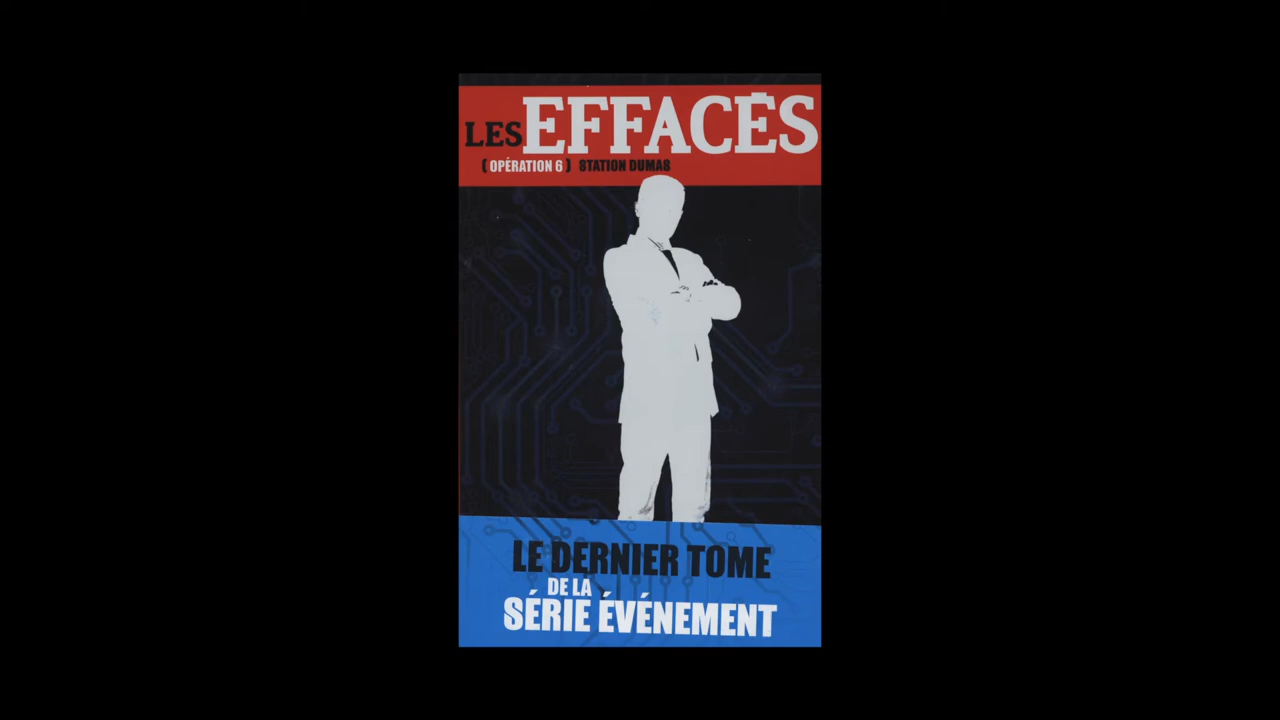 LES EFFACÉS
( OPÉRATION 6 ) STATION DUMAS
LE DERNIER TOME
DE LA
SÉRIE ÉVÉNEMENT